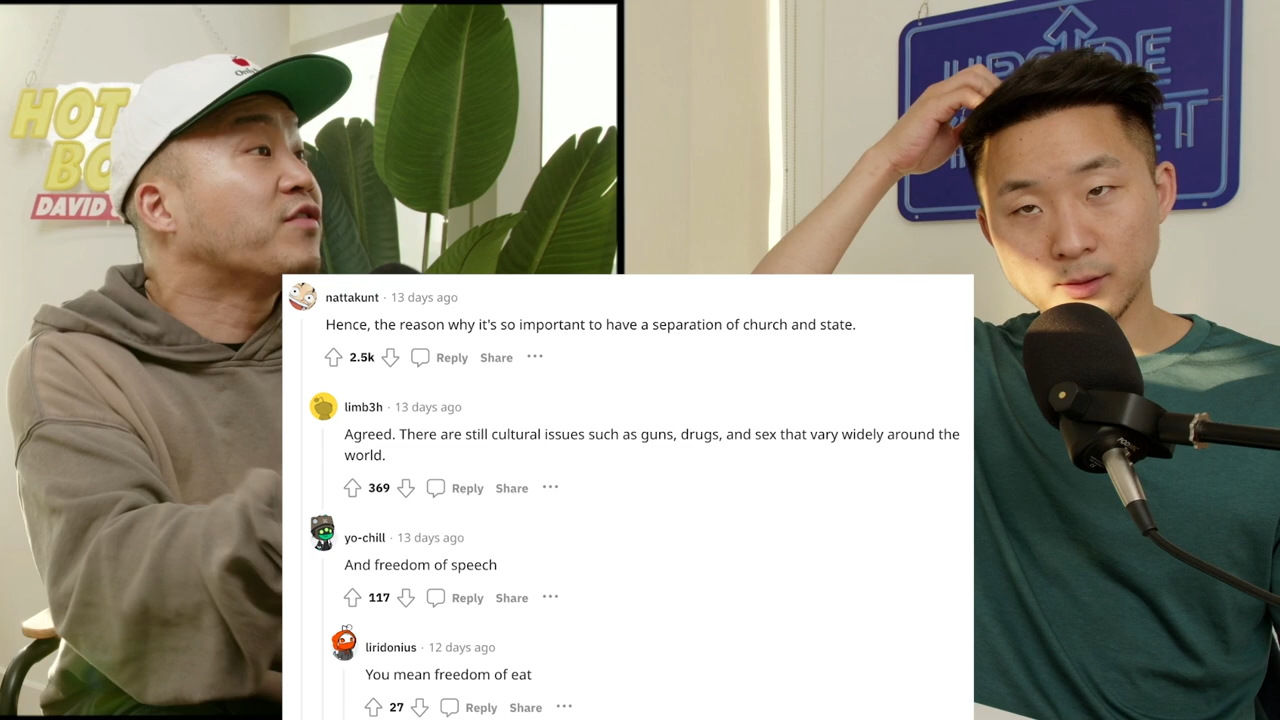 HOT
BO
DAVID
Only
nattakunt · 13 days ago
Hence, the reason why it's so important to have a separation of church and state.
2.5k Reply Share ···
limb3h · 13 days ago
Agreed. There are still cultural issues such as guns, drugs, and sex that vary widely around the
world.
369 Reply Share ···
yo-chill · 13 days ago
And freedom of speech
117 Reply Share ···
liridonius · 12 days ago
You mean freedom of eat
27 Reply Share ···